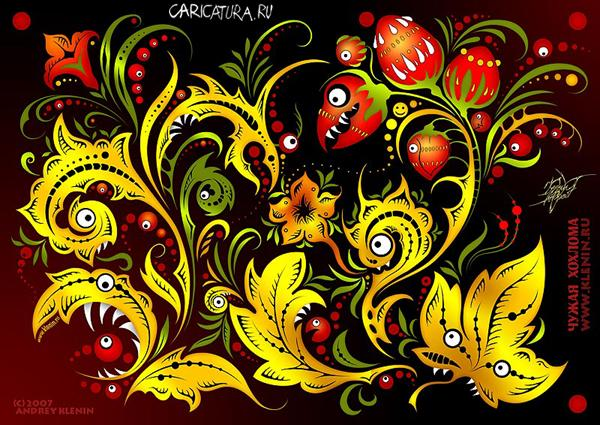 CARICATURA.RU
ЧУЖАЯ ХОХЛОМА
WWW.KLENIN.RU
(C)2007
ANDREY KLENIN